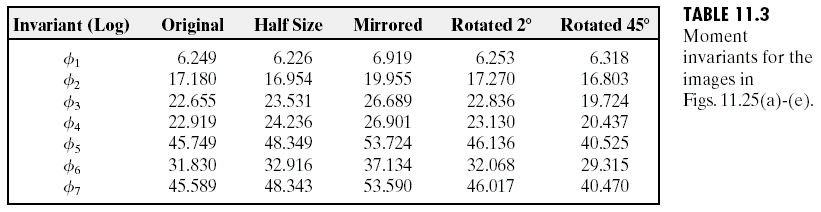 Invariant (Log) Original Half Size Mirrored Rotated 2° Rotated 45°
ϕ1 6.249 6.226 6.919 6.253 6.318
ϕ2 17.180 16.954 19.955 17.270 16.803
ϕ3 22.655 23.531 26.689 22.836 19.724
ϕ4 22.919 24.236 26.901 23.130 20.437
ϕ5 45.749 48.349 53.724 46.136 40.525
ϕ6 31.830 32.916 37.134 32.068 29.315
ϕ7 45.589 48.343 53.590 46.017 40.470
TABLE 11.3
Moment
invariants for the
images in
Figs. 11.25(a)-(e).